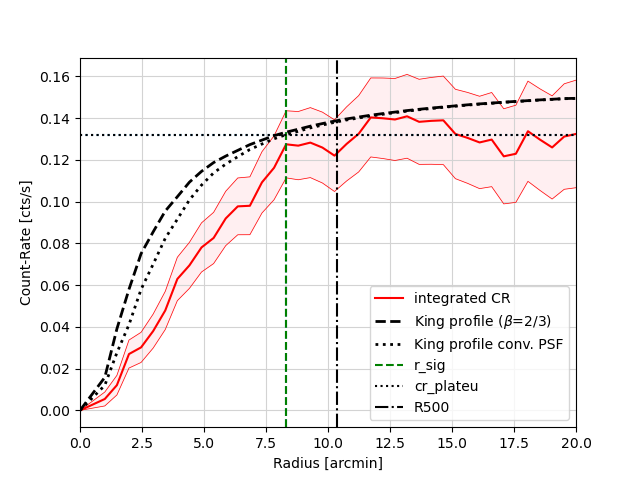 0.16
0.14
0.12
0.10
0.08
0.06
0.04
0.02
0.00
Count-Rate [cts/s]
integrated CR
King profile (β=2/3)
King profile conv. PSF
r_sig
cr_plateu
R500
0.0 2.5 5.0 7.5 10.0 12.5 15.0 17.5 20.0
Radius [arcmin]